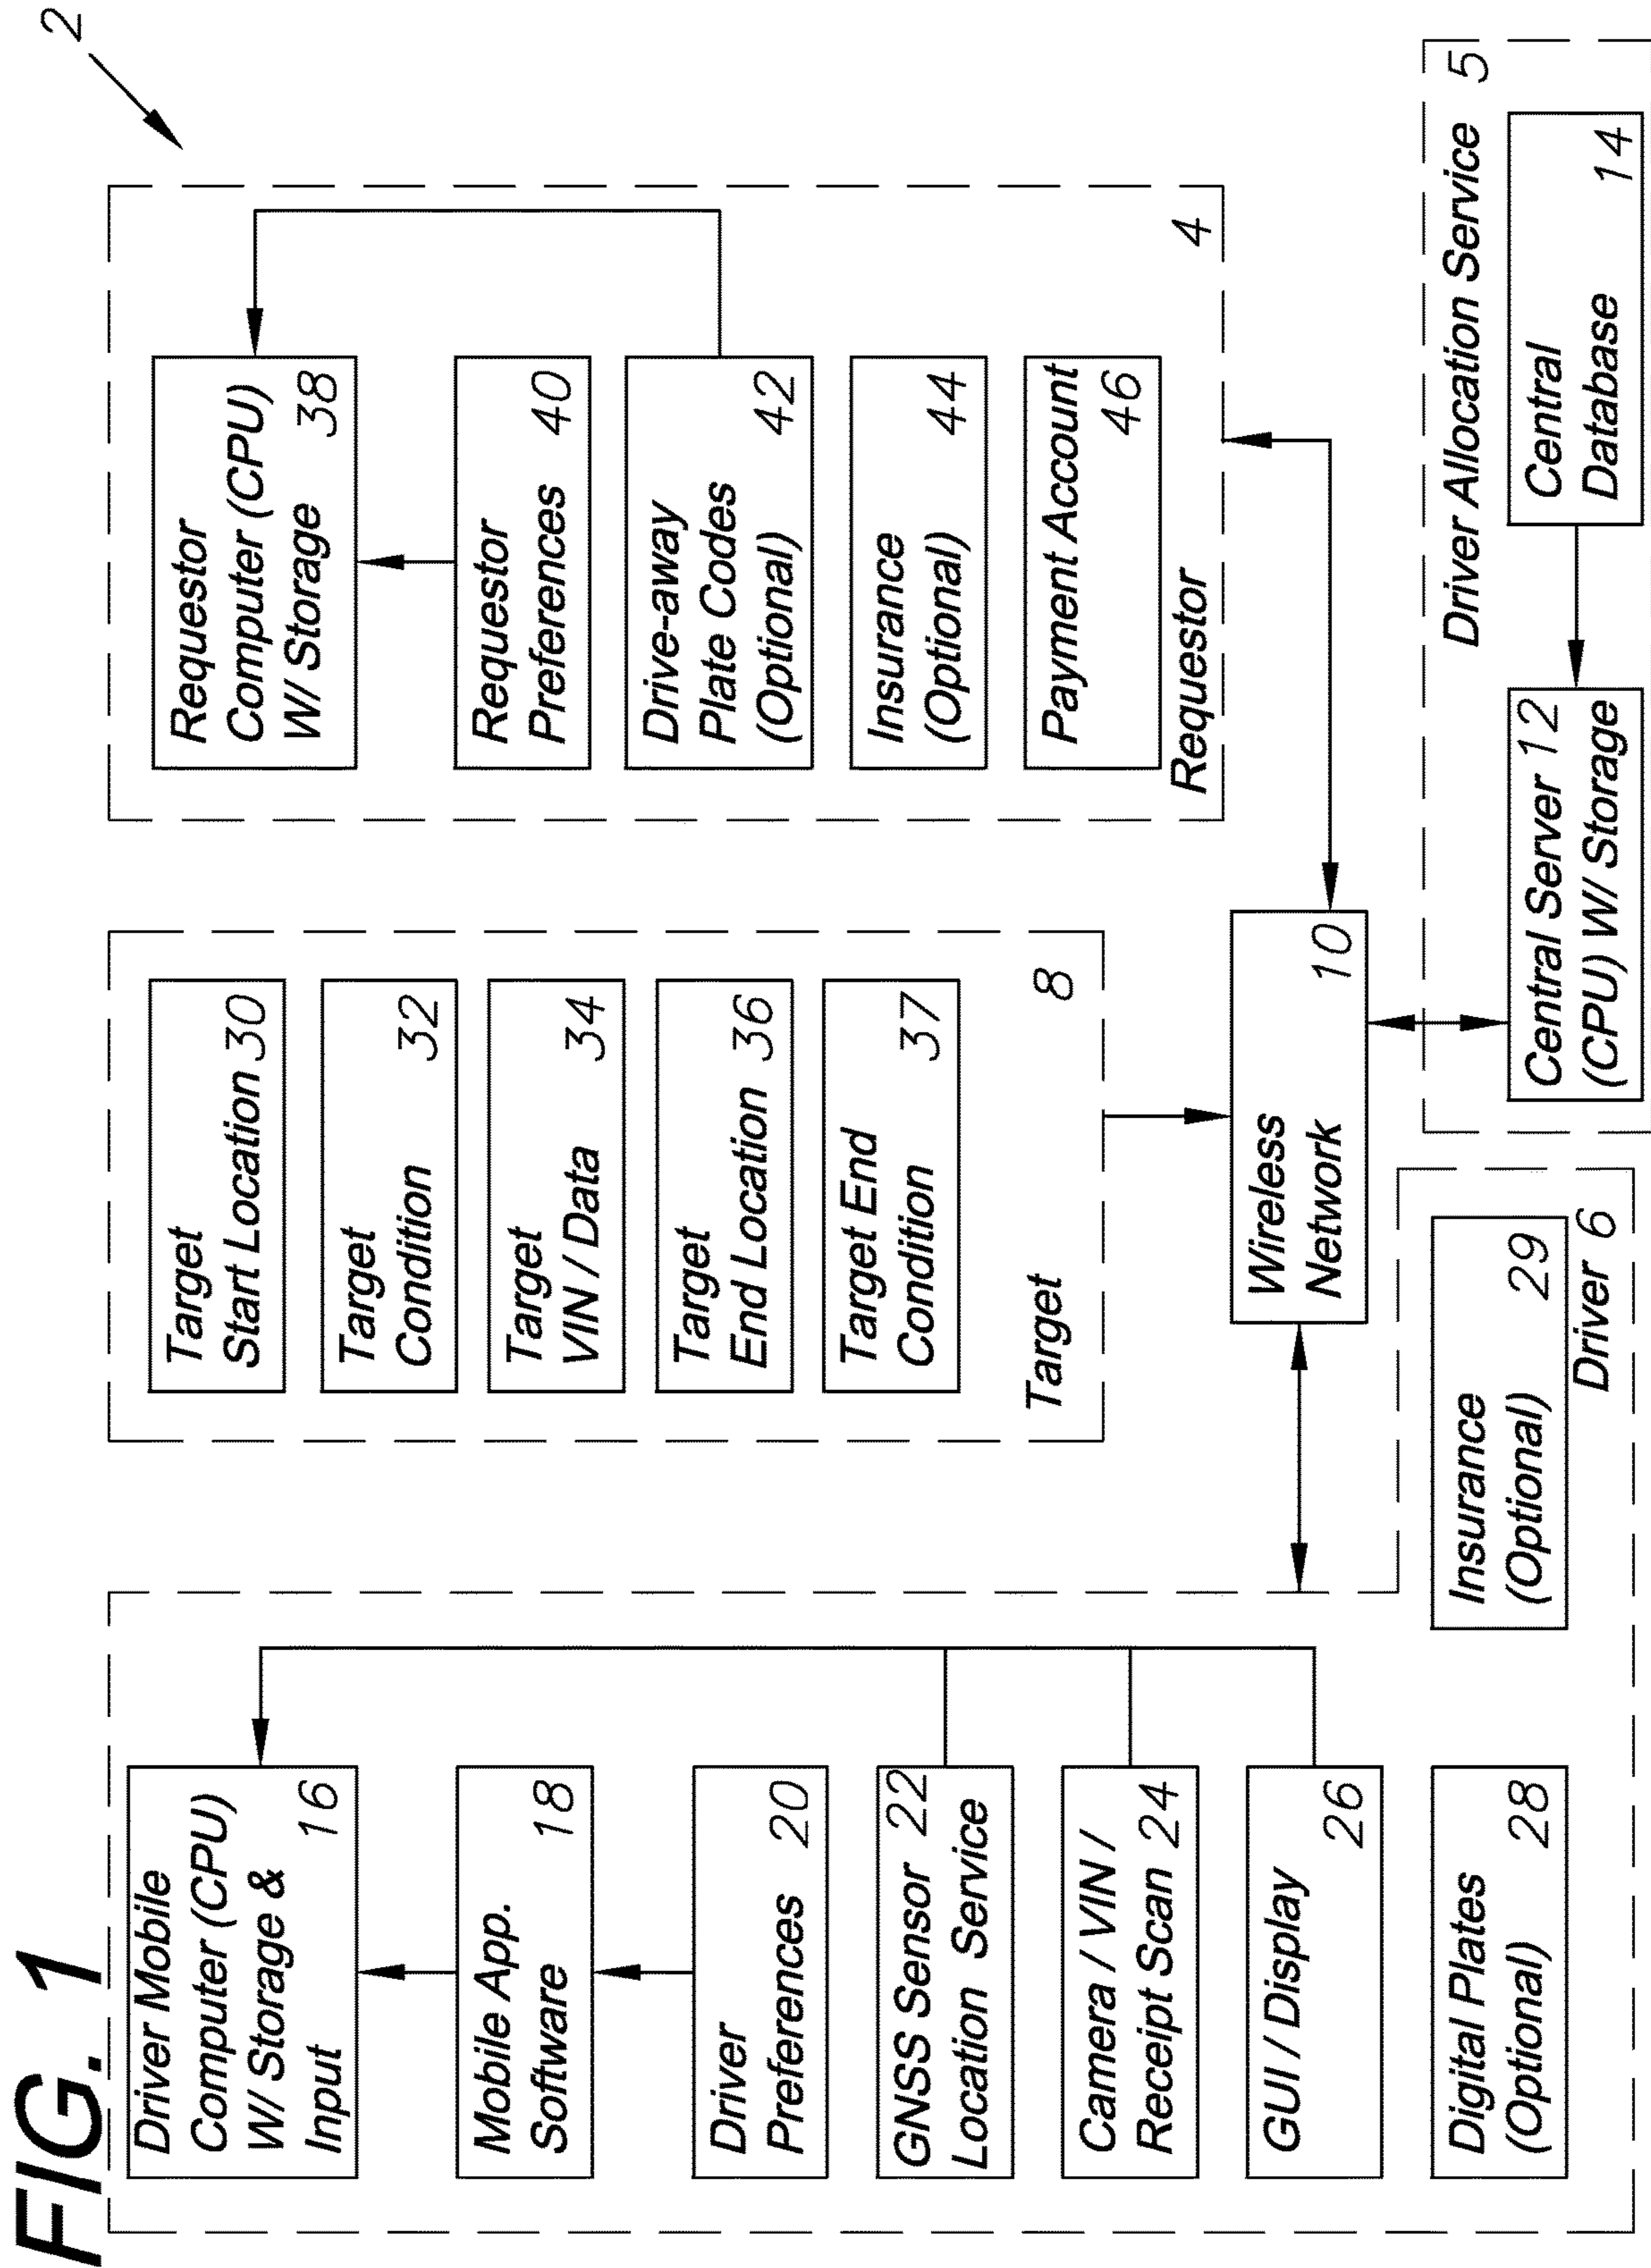 FIG. 1
2
Driver Mobile
Computer (CPU)
W/ Storage &
Input
16
Mobile App.
Software
18
Driver
Preferences
20
GNSS Sensor 22
Location Service
Camera / VIN /
Receipt Scan 24
GUI / Display
26
Digital Plates
(Optional)
28
Insurance
(Optional)
29
Driver 6
Target
Start Location 30
Target
Condition
32
Target
VIN / Data
34
Target
End Location 36
Target End
Condition
37
Target
8
Wireless
Network
10
Requestor
Computer (CPU)
W/ Storage
38
Requestor
Preferences
40
Drive-away
Plate Codes
(Optional)
42
Insurance
(Optional)
44
Payment Account
46
Requestor
4
Driver Allocation Service 5
Central Server 12
(CPU) W/ Storage
Central
Database
14